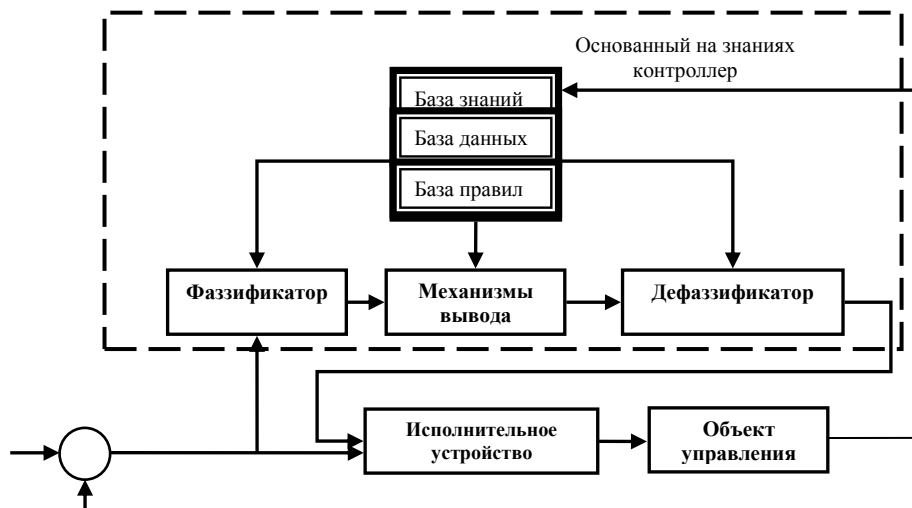 Основанный на знаниях
контроллер
База знаний
База данных
База правил
Фаззификатор
Механизмы
вывода
Дефаззификатор
Исполнительное
устройство
Объект
управления